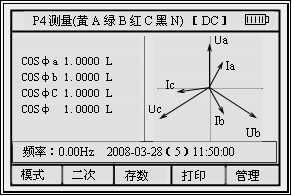 P4测量(黄A绿B红C黑N) [DC]
Ua
Ia
COSφa 1.0000 L
COSφb 1.0000 L
COSφC 1.0000 L
COSφ 1.0000 L
Ic
Uc
Ib
Ub
频率：0.00Hz 2008-03-28(5)11:50:00
模式 二次 存数 打印 管理